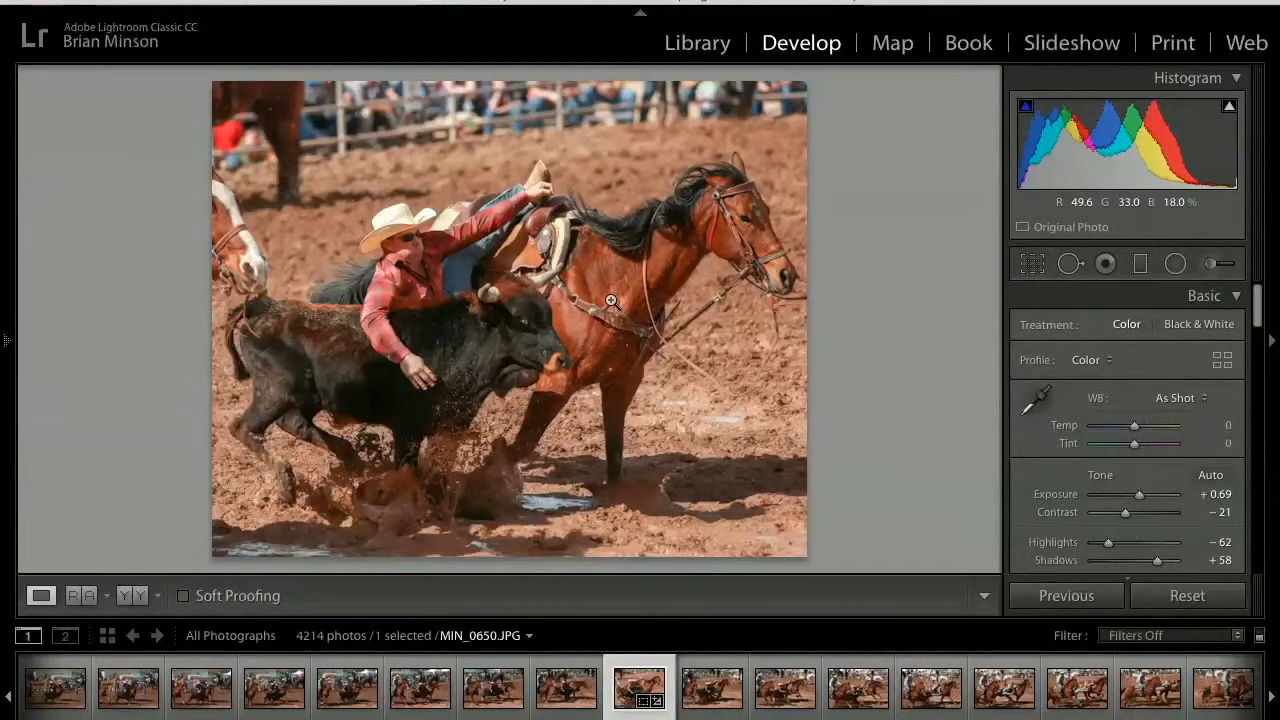 Lr
Adobe Lightroom Classic CC
Brian Minson
Library
Develop
Map
Book
Slideshow
Print
Web
Histogram
R 49.6 G 33.0 B 18.0 %
Original Photo
Basic
Treatment : Color Black & White
Profile : Color
WB : As Shot
Temp 0
Tint 0
Tone Auto
Exposure + 0.69
Contrast − 21
Highlights − 62
Shadows + 58
R A
Y Y
Soft Proofing
Previous
Reset
1
2
All Photographs
4214 photos / 1 selected / MIN_0650.JPG
Filter : Filters Off